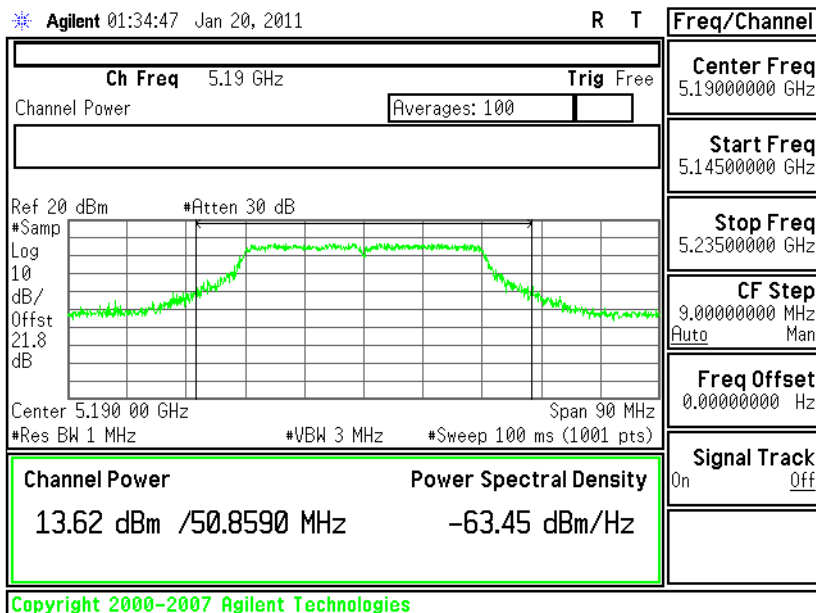 Agilent 01:34:47 Jan 20, 2011 R T
Ch Freq 5.19 GHz Trig Free
Channel Power Averages: 100
Ref 20 dBm #Atten 30 dB
#Samp
Log
10
dB/
Offst
21.8
dB
Center 5.190 00 GHz Span 90 MHz
#Res BW 1 MHz #VBW 3 MHz #Sweep 100 ms (1001 pts)
Channel Power Power Spectral Density
13.62 dBm /50.8590 MHz -63.45 dBm/Hz
Copyright 2000-2007 Agilent Technologies
Freq/Channel
Center Freq
5.19000000 GHz
Start Freq
5.14500000 GHz
Stop Freq
5.23500000 GHz
CF Step
9.00000000 MHz
Auto Man
Freq Offset
0.00000000 Hz
Signal Track
On Off